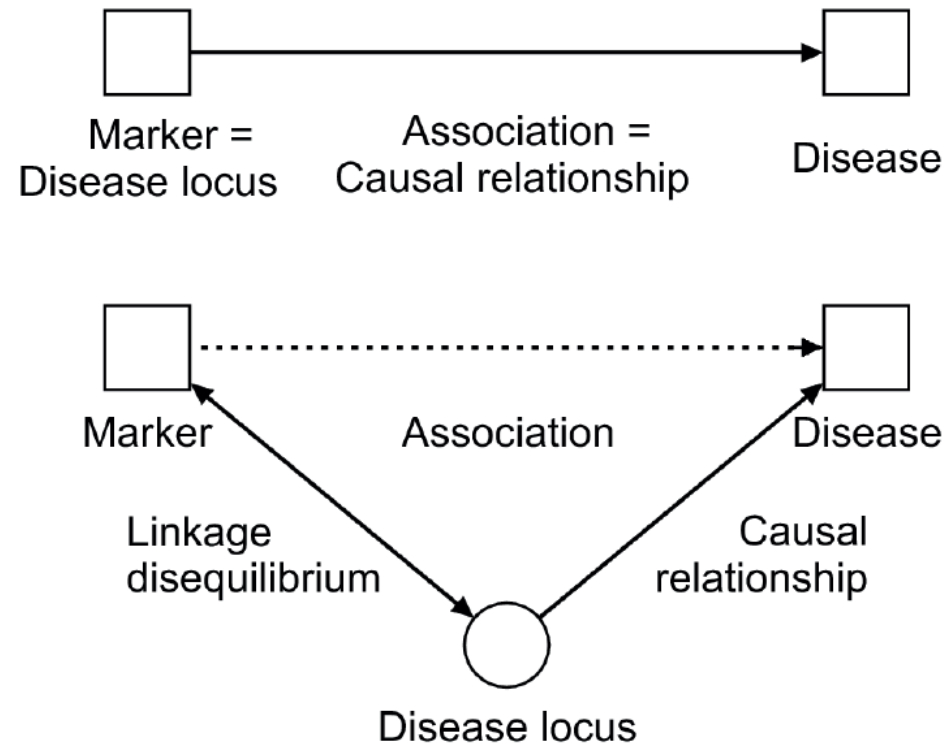 Marker =
Disease locus
Association =
Causal relationship
Disease
Marker
Association
Disease
Linkage
disequilibrium
Causal
relationship
Disease locus